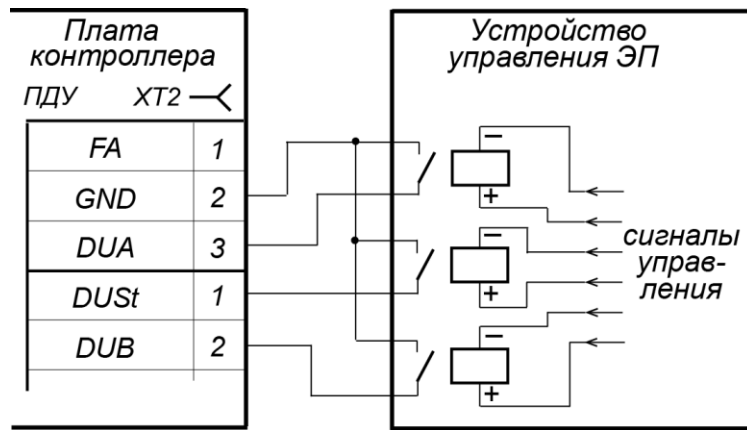 Плата
контроллера
ПДУ XT2
FA 1
GND 2
DUA 3
DUSt 1
DUB 2
Устройство
управления ЭП
−
+
−
+
−
+
сигналы
управ-
ления